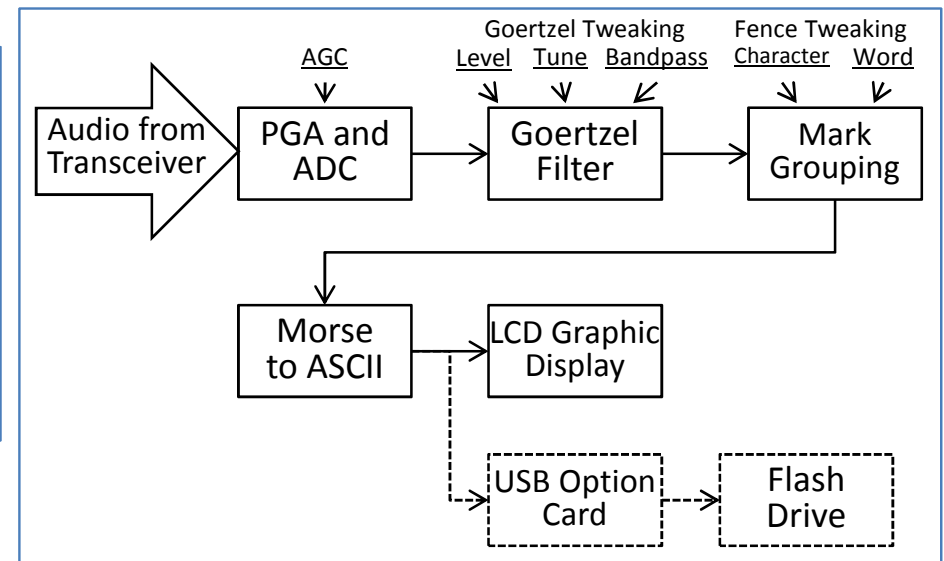 Goertzel Tweaking
Fence Tweaking
AGC
Level Tune Bandpass
Character Word
Audio from
Transceiver
PGA and
ADC
Goertzel
Filter
Mark
Grouping
Morse
to ASCII
LCD Graphic
Display
USB Option
Card
Flash
Drive